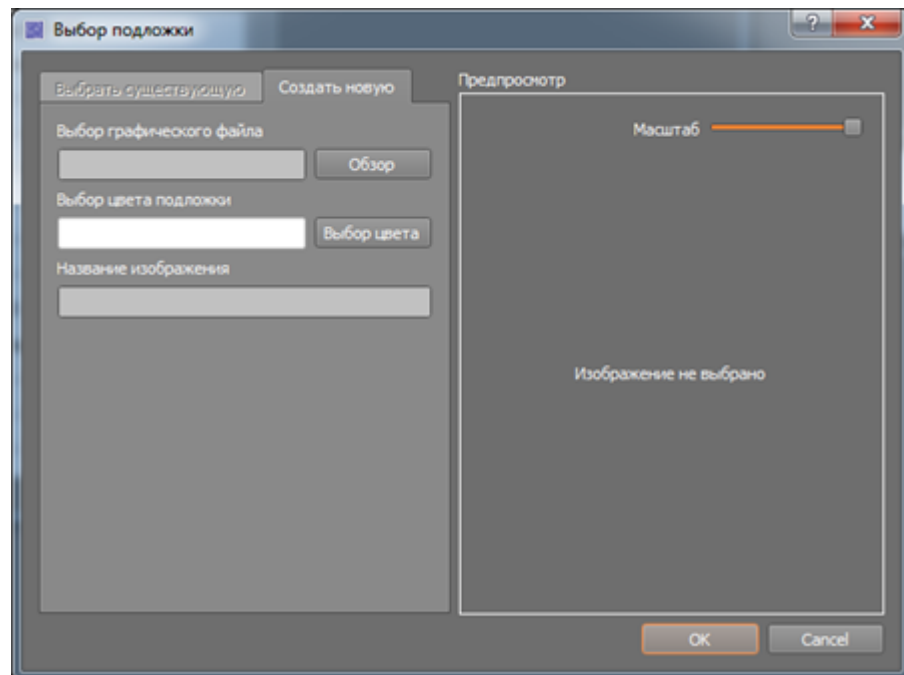 Выбор подложки
?
Выбрать существующую
Создать новую
Предпросмотр
Выбор графического файла
Масштаб
Обзор
Выбор цвета подложки
Выбор цвета
Название изображения
Изображение не выбрано
OK
Cancel